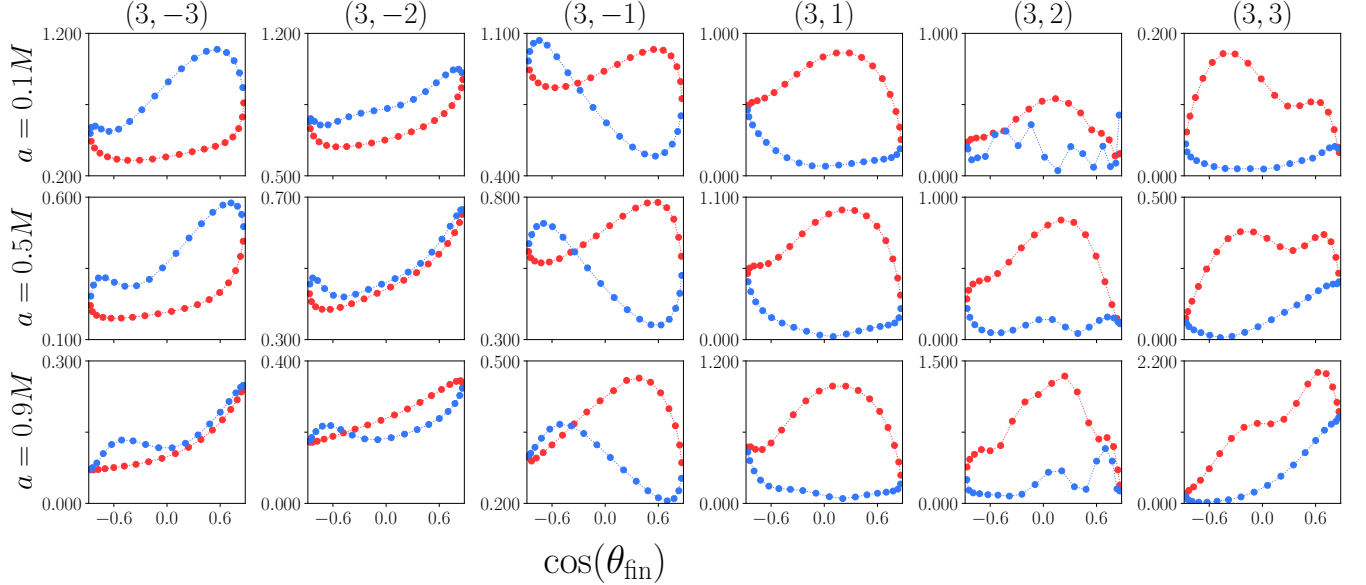 (3, −3) (3, −2) (3, −1) (3, 1) (3, 2) (3, 3)
a = 0.1M
1.200 1.200 1.100 1.000 1.000 0.200
0.200 0.500 0.400 0.000 1.000 0.000
a = 0.5M
0.600 0.700 0.800 1.100 1.000 0.500
0.100 0.300 0.300 0.000 0.000 0.000
a = 0.9M
0.300 0.400 0.500 1.200 1.500 2.200
0.000 0.000 0.200 0.000 0.000 0.000
−0.6 0.0 0.6 −0.6 0.0 0.6 −0.6 0.0 0.6 −0.6 0.0 0.6 −0.6 0.0 0.6 −0.6 0.0 0.6
cos(θfin)